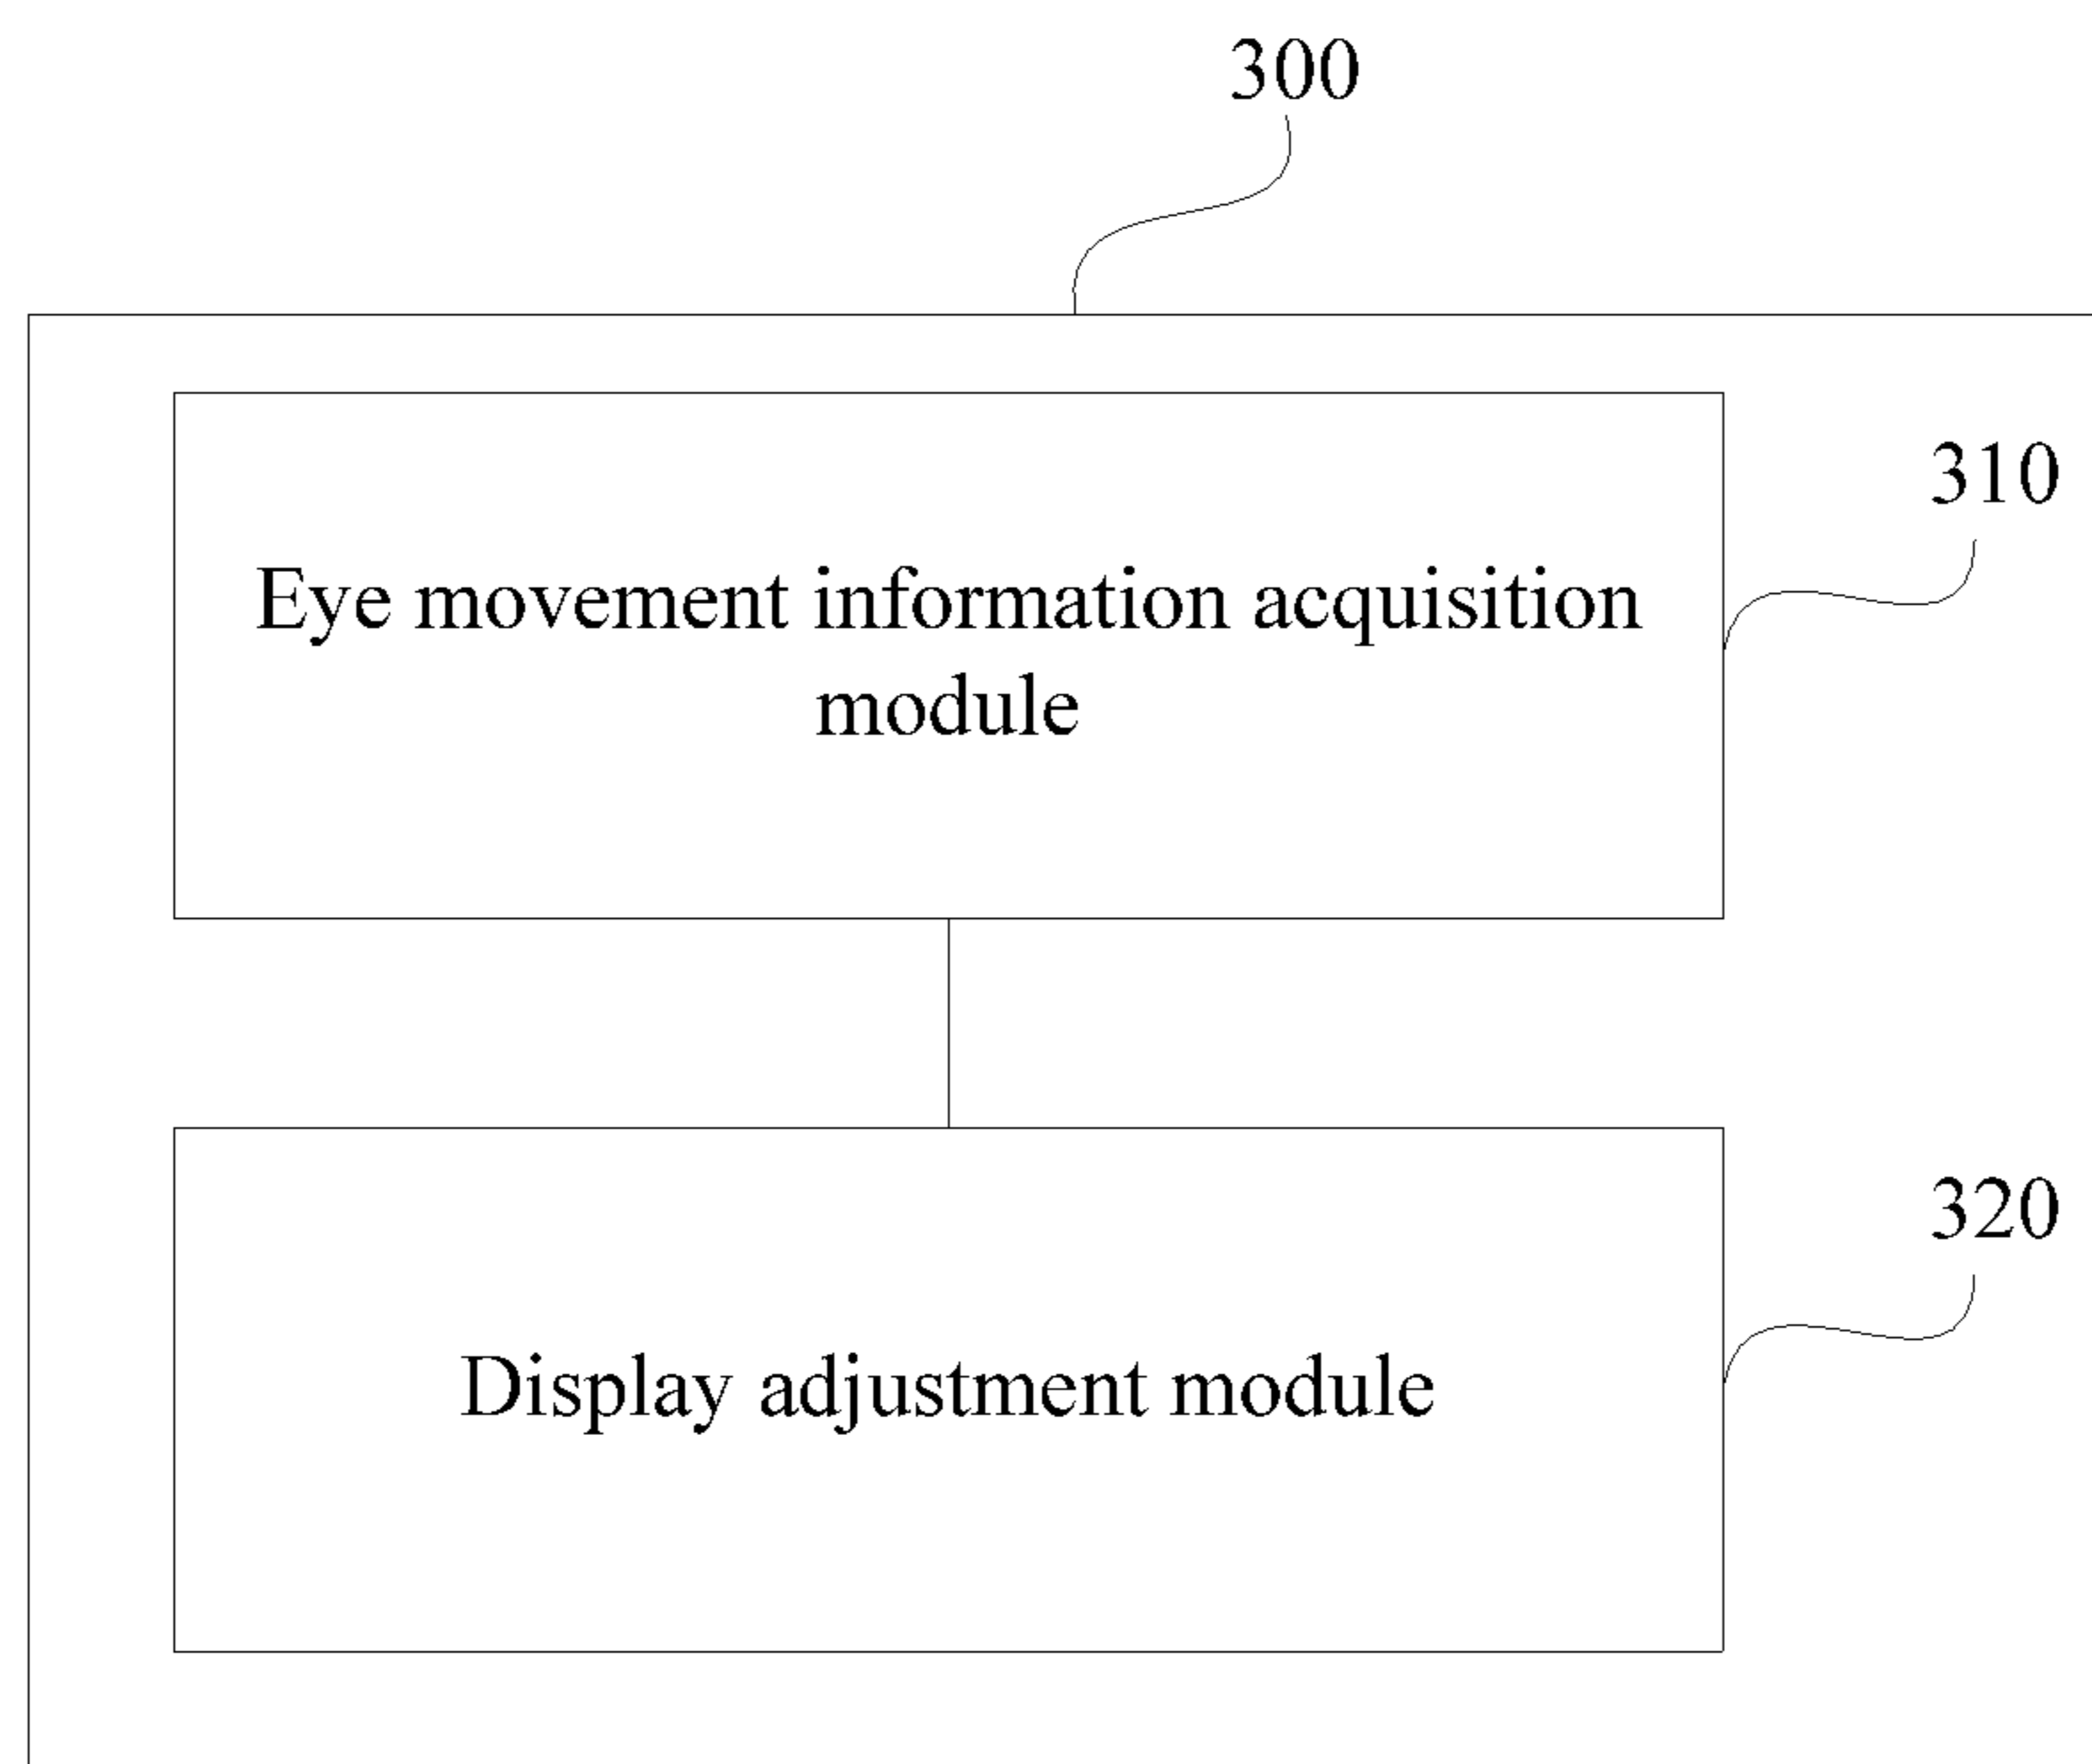 300
310
Eye movement information acquisition
module
320
Display adjustment module